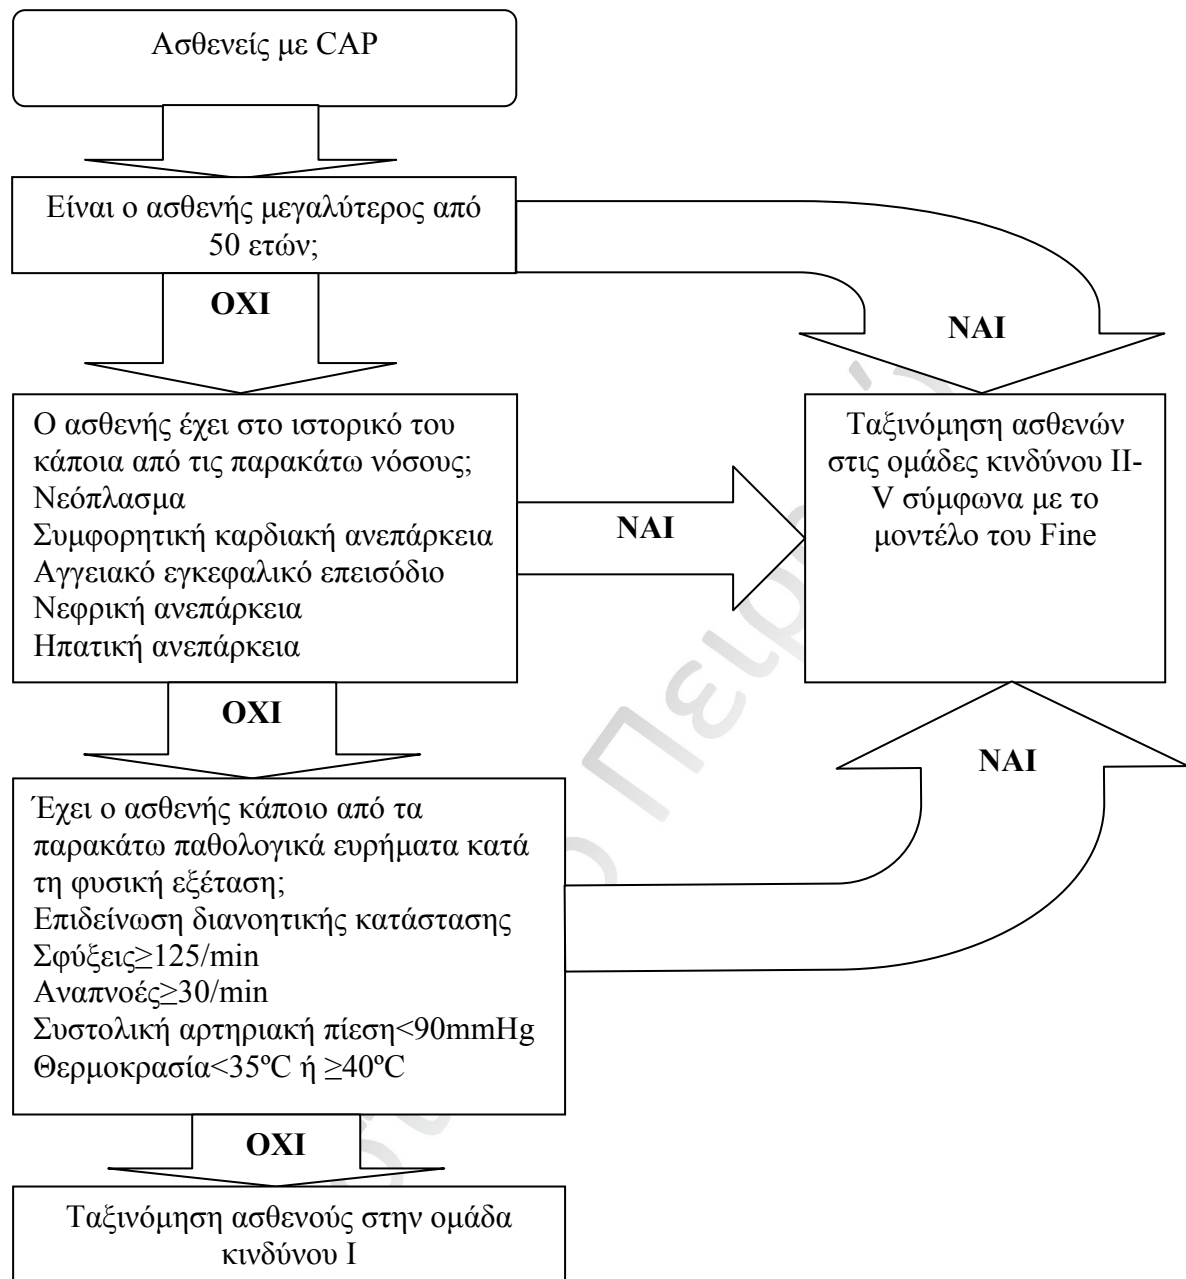 Ασθενείς με CAP
Είναι ο ασθενής μεγαλύτερος από
50 ετών;
ΟΧΙ
ΝΑΙ
Ο ασθενής έχει στο ιστορικό του
κάποια από τις παρακάτω νόσους;
Νεόπλασμα
Συμφορητική καρδιακή ανεπάρκεια
Αγγειακό εγκεφαλικό επεισόδιο
Νεφρική ανεπάρκεια
Ηπατική ανεπάρκεια
ΝΑΙ
Ταξινόμηση ασθενών
στις ομάδες κινδύνου II-
V σύμφωνα με το
μοντέλο του Fine
ΟΧΙ
ΝΑΙ
Έχει ο ασθενής κάποιο από τα
παρακάτω παθολογικά ευρήματα κατά
τη φυσική εξέταση;
Επιδείνωση διανοητικής κατάστασης
Σφύξεις≥125/min
Αναπνοές≥30/min
Συστολική αρτηριακή πίεση<90mmHg
Θερμοκρασία<35ºC ή ≥40ºC
ΟΧΙ
Ταξινόμηση ασθενούς στην ομάδα
κινδύνου I